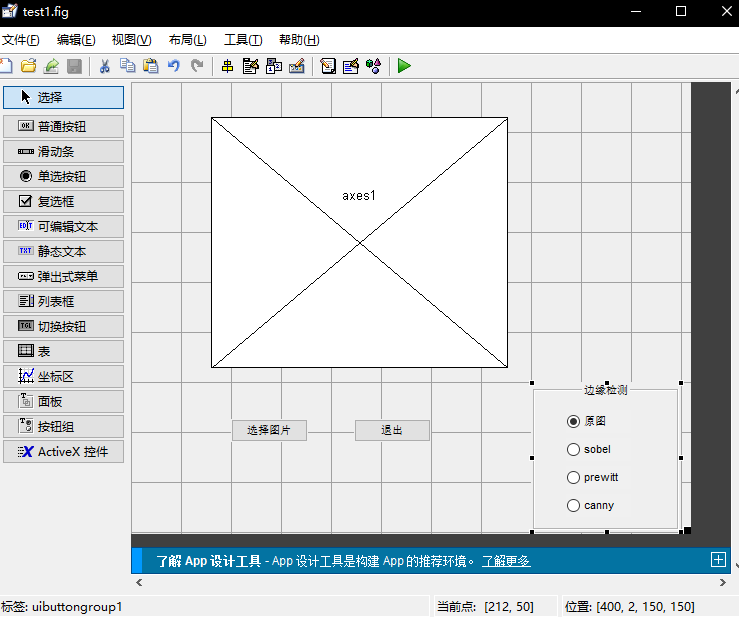 test1.fig
文件(F) 编辑(E) 视图(V) 布局(L) 工具(T) 帮助(H)
选择
OK 普通按钮
滑动条
单选按钮
复选框
EDIT 可编辑文本
TXT 静态文本
弹出式菜单
列表框
TGL 切换按钮
表
坐标区
面板
按钮组
X ActiveX 控件
axes1
选择图片
退出
边缘检测
原图
sobel
prewitt
canny
了解 App 设计工具 - App 设计工具是构建 App 的推荐环境。 了解更多
标签: uibuttongroup1 当前点: [212, 50] 位置: [400, 2, 150, 150]